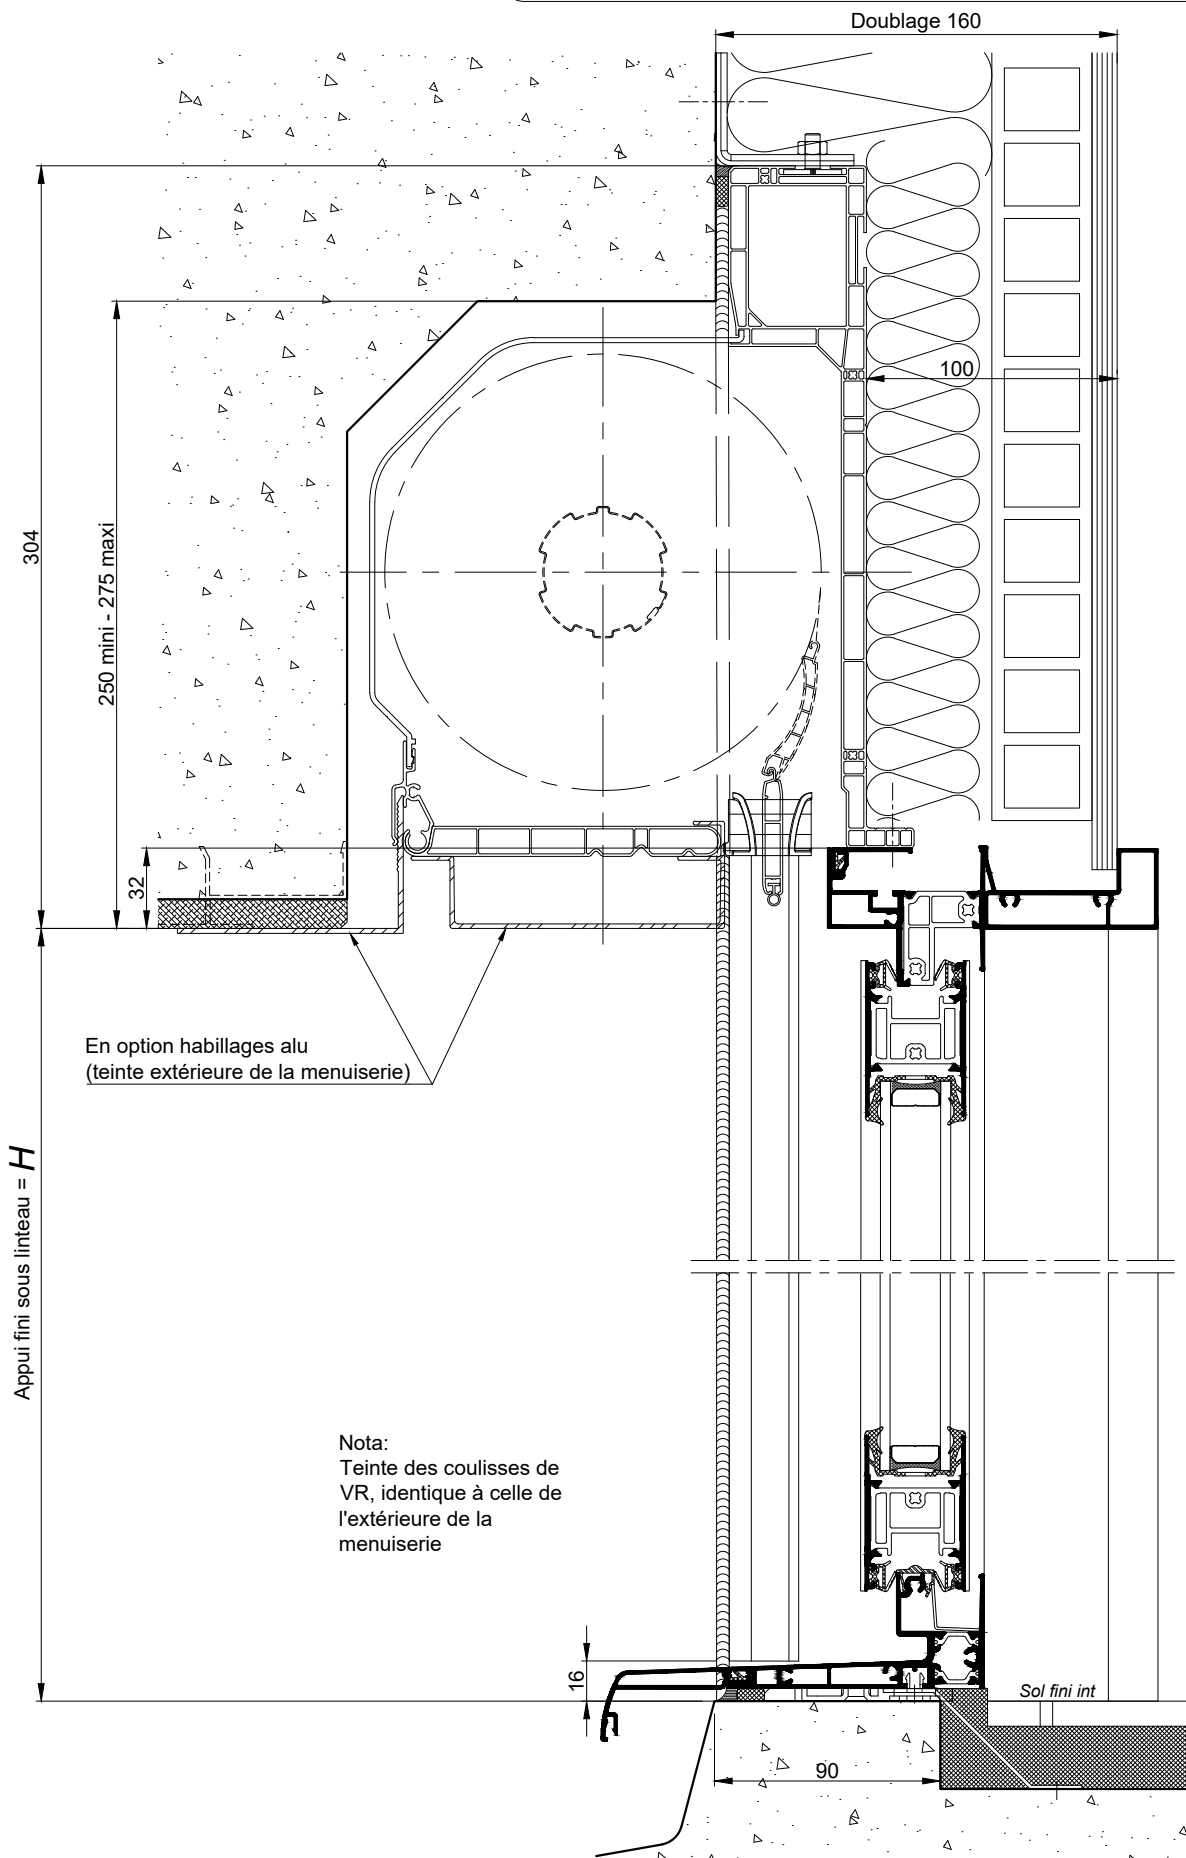 Doublage 160
100
304
250 mini - 275 maxi
32
En option habillages alu
(teinte extérieure de la menuiserie)
Appui fini sous linteau = H
Nota:
Teinte des coulisses de
VR, identique à celle de
l'extérieure de la
menuiserie
16
Sol fini int
90